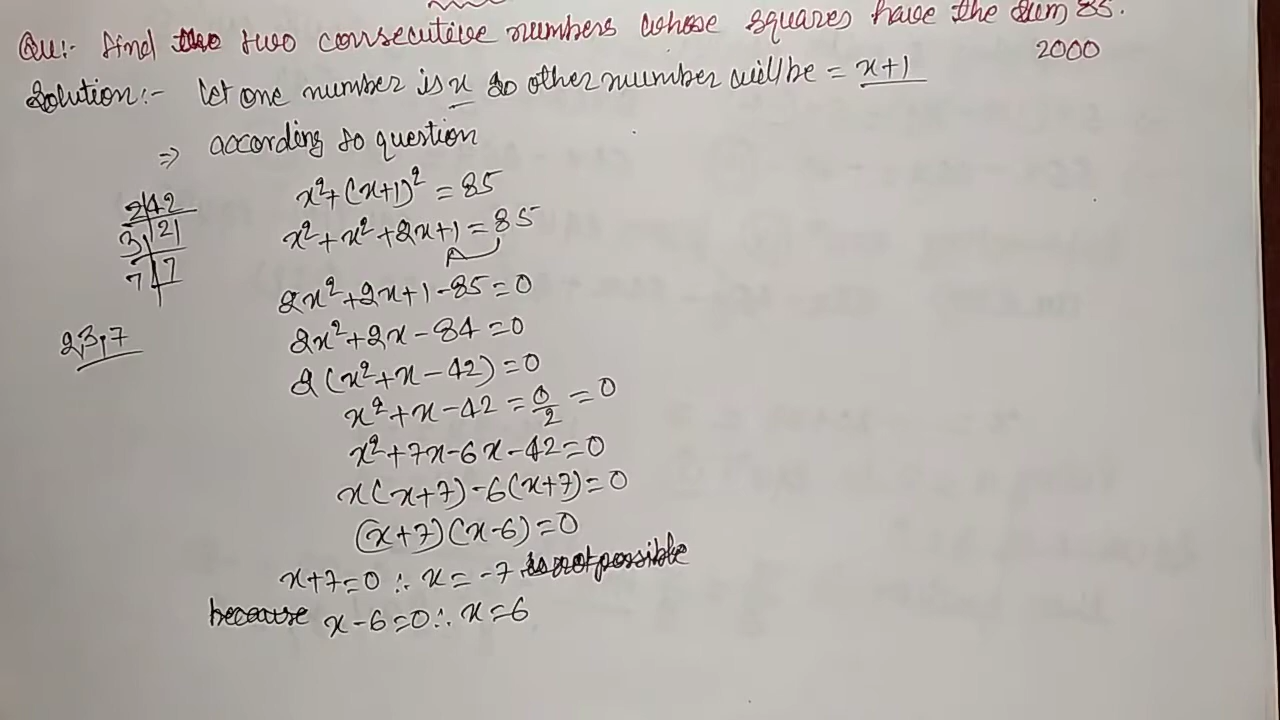 Qu:- find the two consecutive numbers whose squares have the sum 85.
2000
Solution:- let one number is x so other number will be = x+1
=> according to question
x²+(x+1)² = 85
x²+x²+2x+1=85
2x²+2x+1-85=0
2x²+2x-84=0
2(x²+x-42)=0
x²+x-42=0/2=0
x²+7x-6x-42=0
x(x+7)-6(x+7)=0
(x+7)(x-6)=0
x+7=0 ∴ x=-7 is not possible
because x-6=0 ∴ x=6
2|42
3|21
7|7
2,3,7